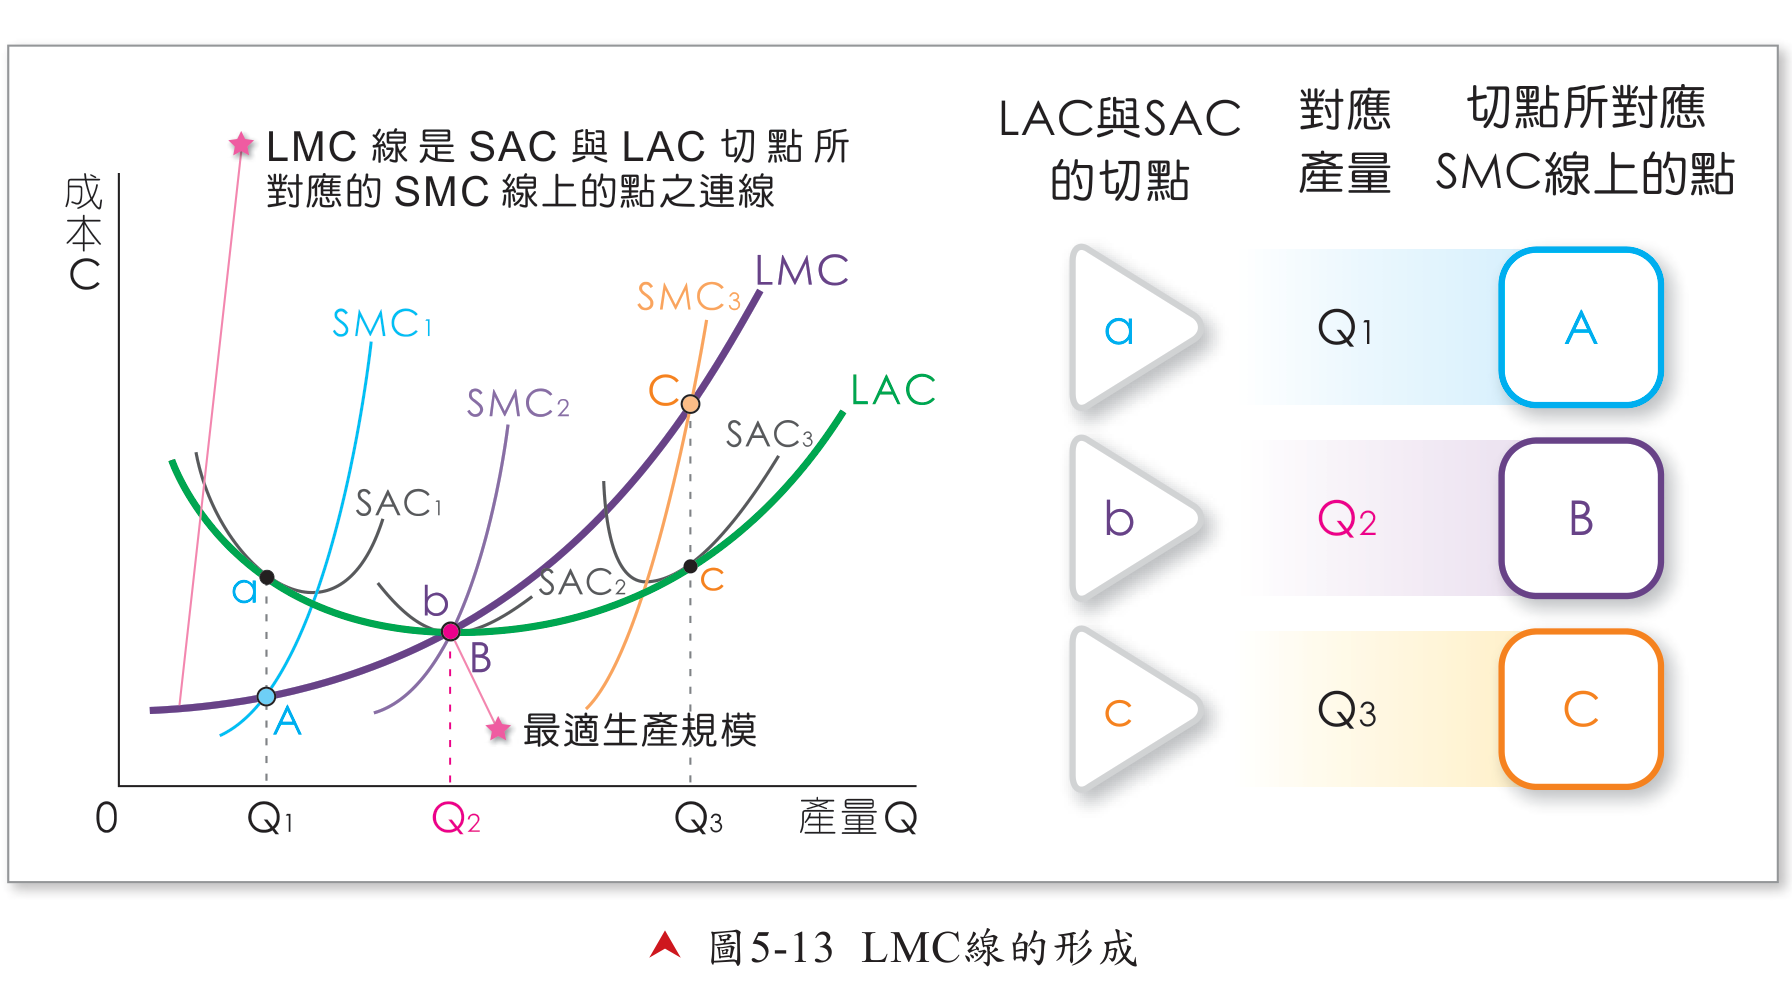 LMC 線是 SAC 與 LAC 切點所
對應的 SMC 線上的點之連線
成本C
SMC1
SMC2
SMC3
LMC
LAC
SAC1
SAC2
SAC3
a
b
c
A
B
C
最適生產規模
0
Q1
Q2
Q3
產量Q
LAC與SAC
的切點
對應
產量
切點所對應
SMC線上的點
a Q1 A
b Q2 B
c Q3 C
圖5-13 LMC線的形成